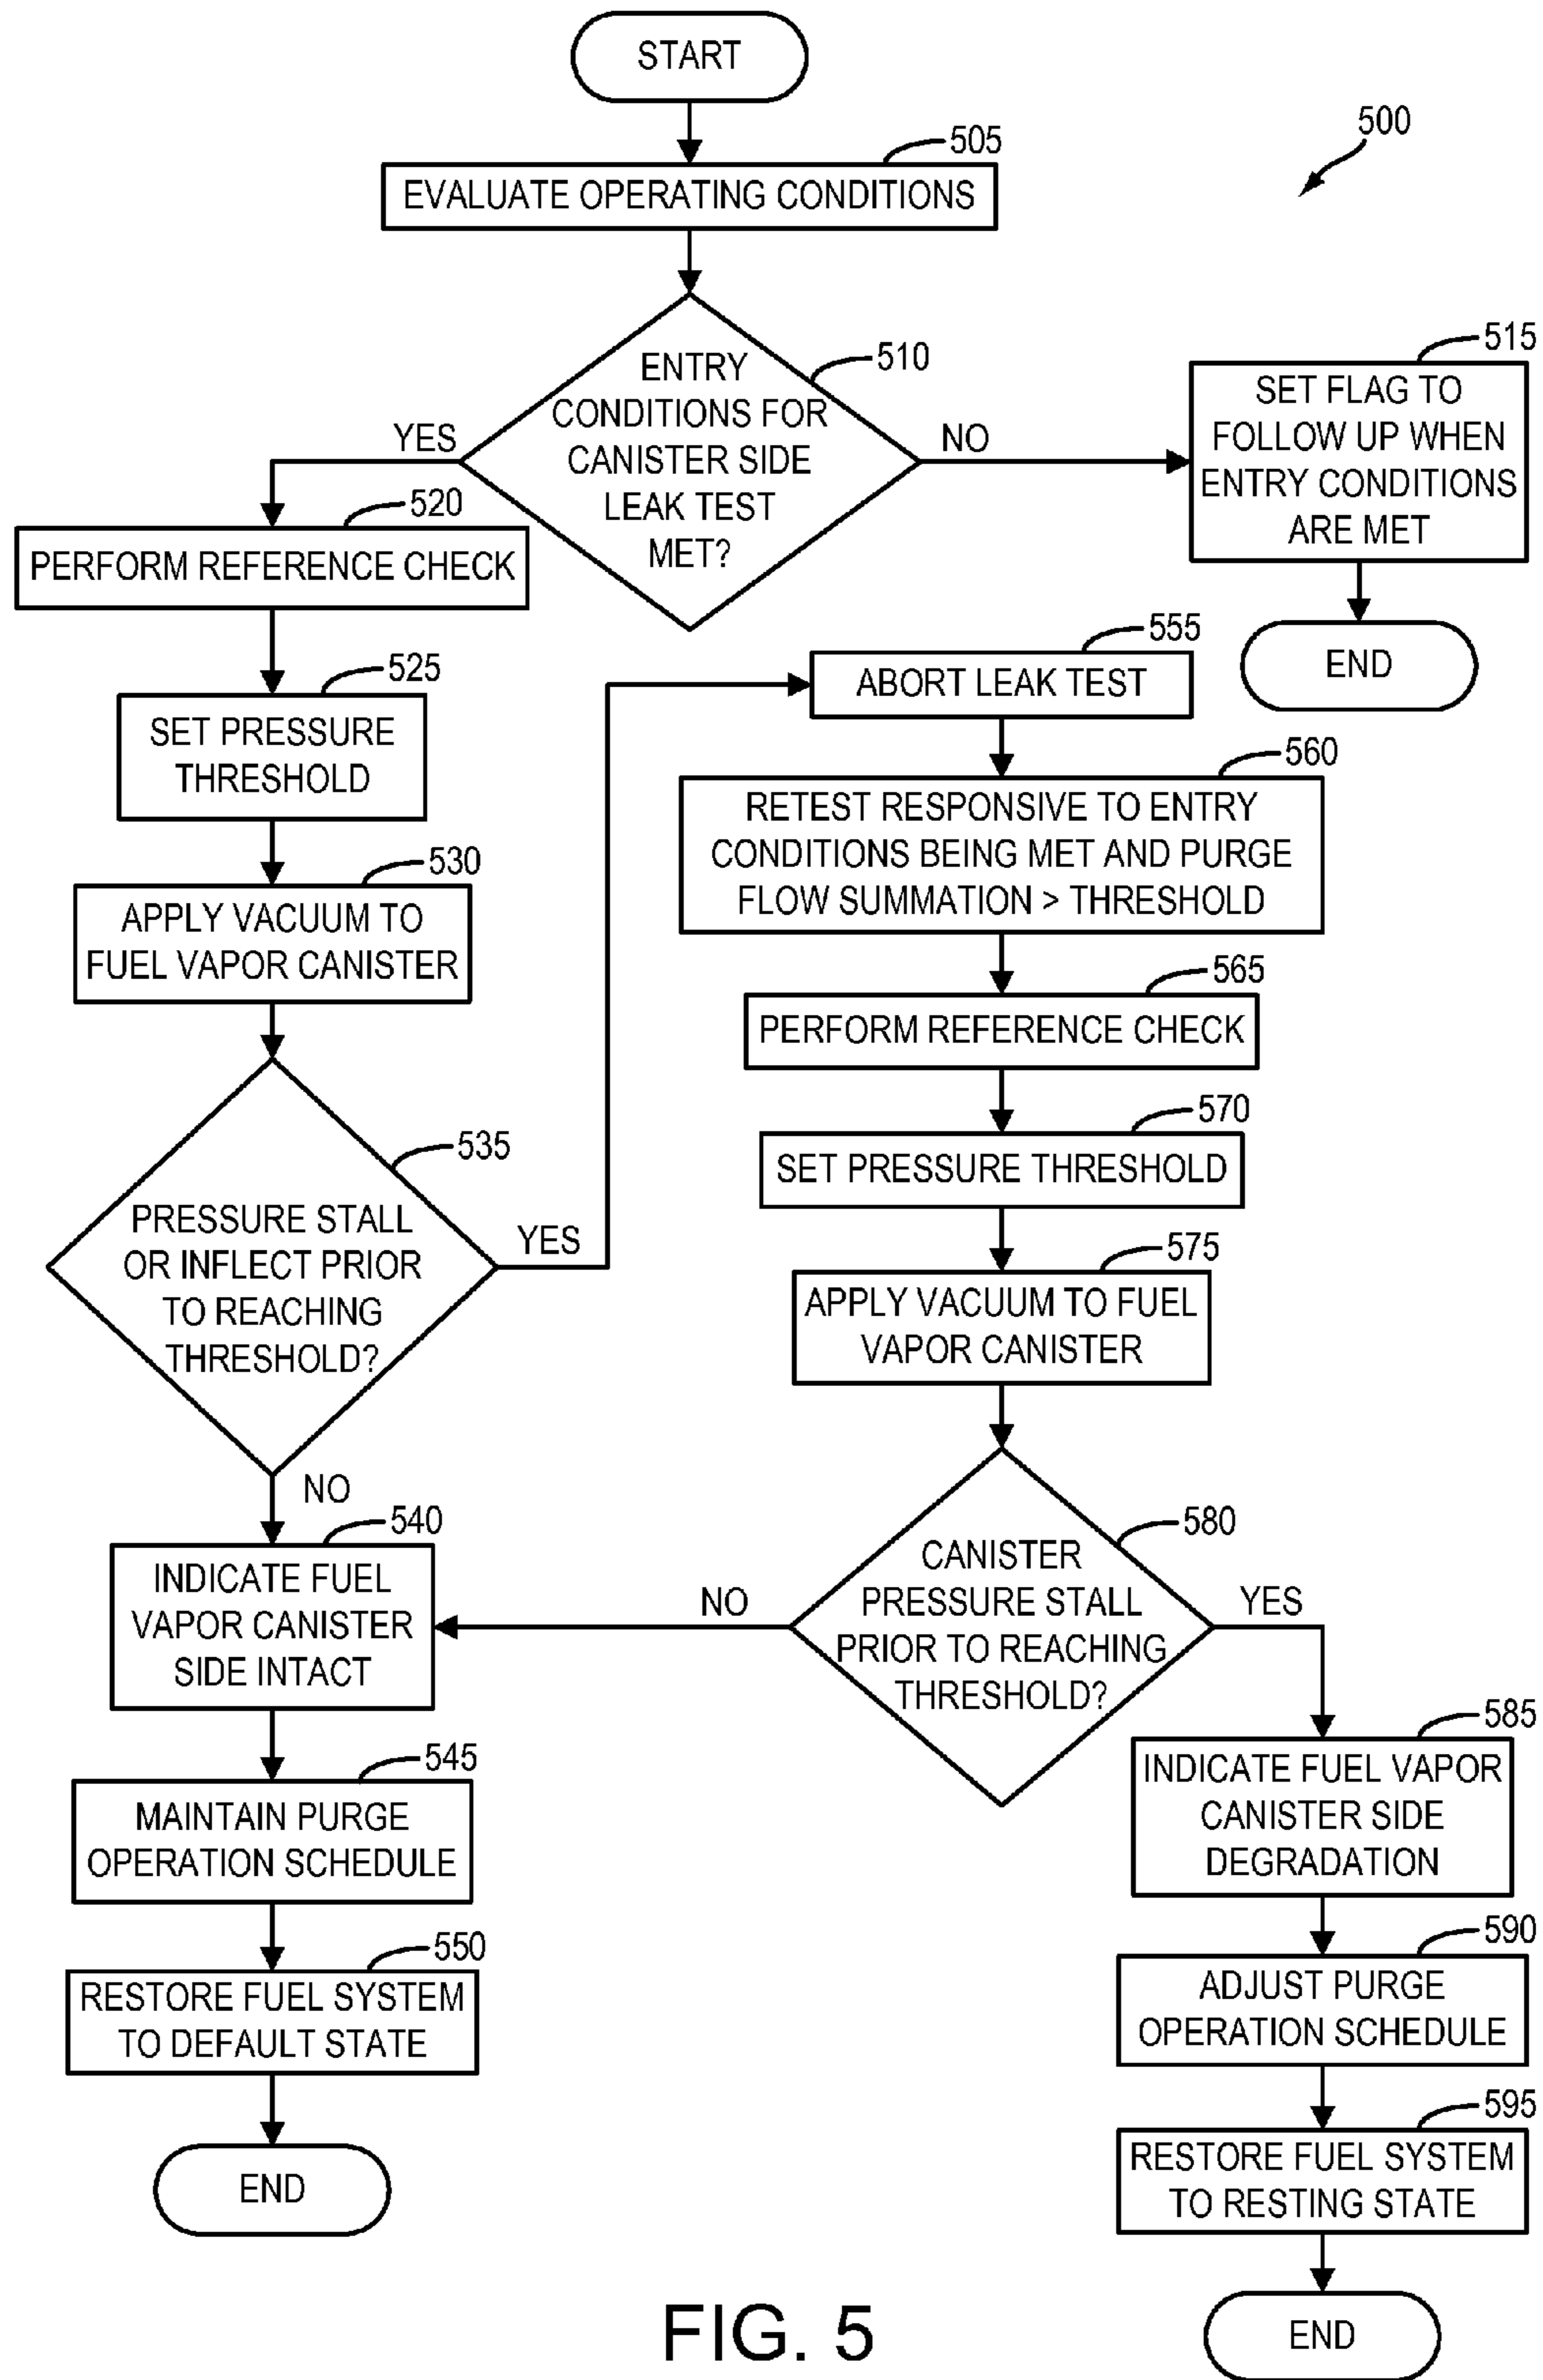 START
505
500
EVALUATE OPERATING CONDITIONS
510
ENTRY
CONDITIONS FOR
CANISTER SIDE
LEAK TEST
MET?
YES
NO
515
SET FLAG TO
FOLLOW UP WHEN
ENTRY CONDITIONS
ARE MET
END
520
PERFORM REFERENCE CHECK
525
SET PRESSURE
THRESHOLD
530
APPLY VACUUM TO
FUEL VAPOR CANISTER
535
PRESSURE STALL
OR INFLECT PRIOR
TO REACHING
THRESHOLD?
YES
NO
540
INDICATE FUEL
VAPOR CANISTER
SIDE INTACT
545
MAINTAIN PURGE
OPERATION SCHEDULE
550
RESTORE FUEL SYSTEM
TO DEFAULT STATE
END
555
ABORT LEAK TEST
560
RETEST RESPONSIVE TO ENTRY
CONDITIONS BEING MET AND PURGE
FLOW SUMMATION > THRESHOLD
565
PERFORM REFERENCE CHECK
570
SET PRESSURE THRESHOLD
575
APPLY VACUUM TO FUEL
VAPOR CANISTER
580
CANISTER
PRESSURE STALL
PRIOR TO REACHING
THRESHOLD?
NO
YES
585
INDICATE FUEL VAPOR
CANISTER SIDE
DEGRADATION
590
ADJUST PURGE
OPERATION SCHEDULE
595
RESTORE FUEL SYSTEM
TO RESTING STATE
END
FIG. 5